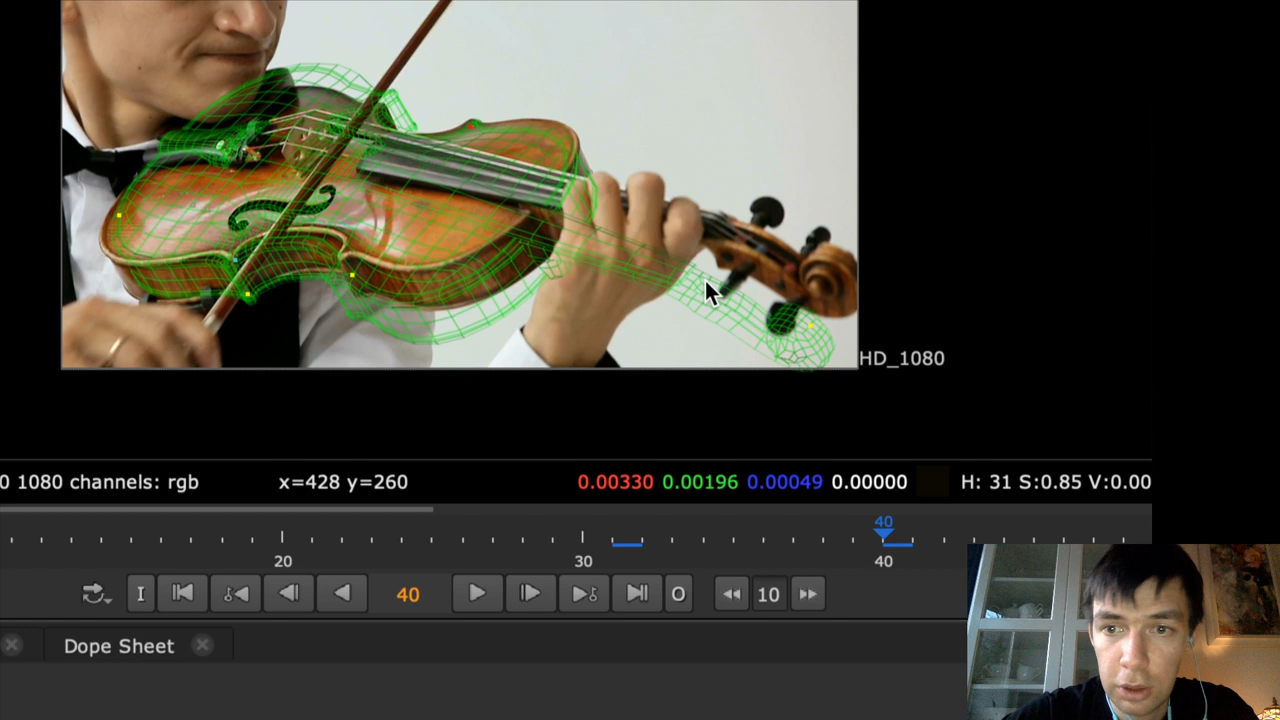 HD_1080
0 1080 channels: rgb x=428 y=260 0.00330 0.00196 0.00049 0.00000 H: 31 S:0.85 V:0.00
40
20 30 40
I 40 O 10
Dope Sheet